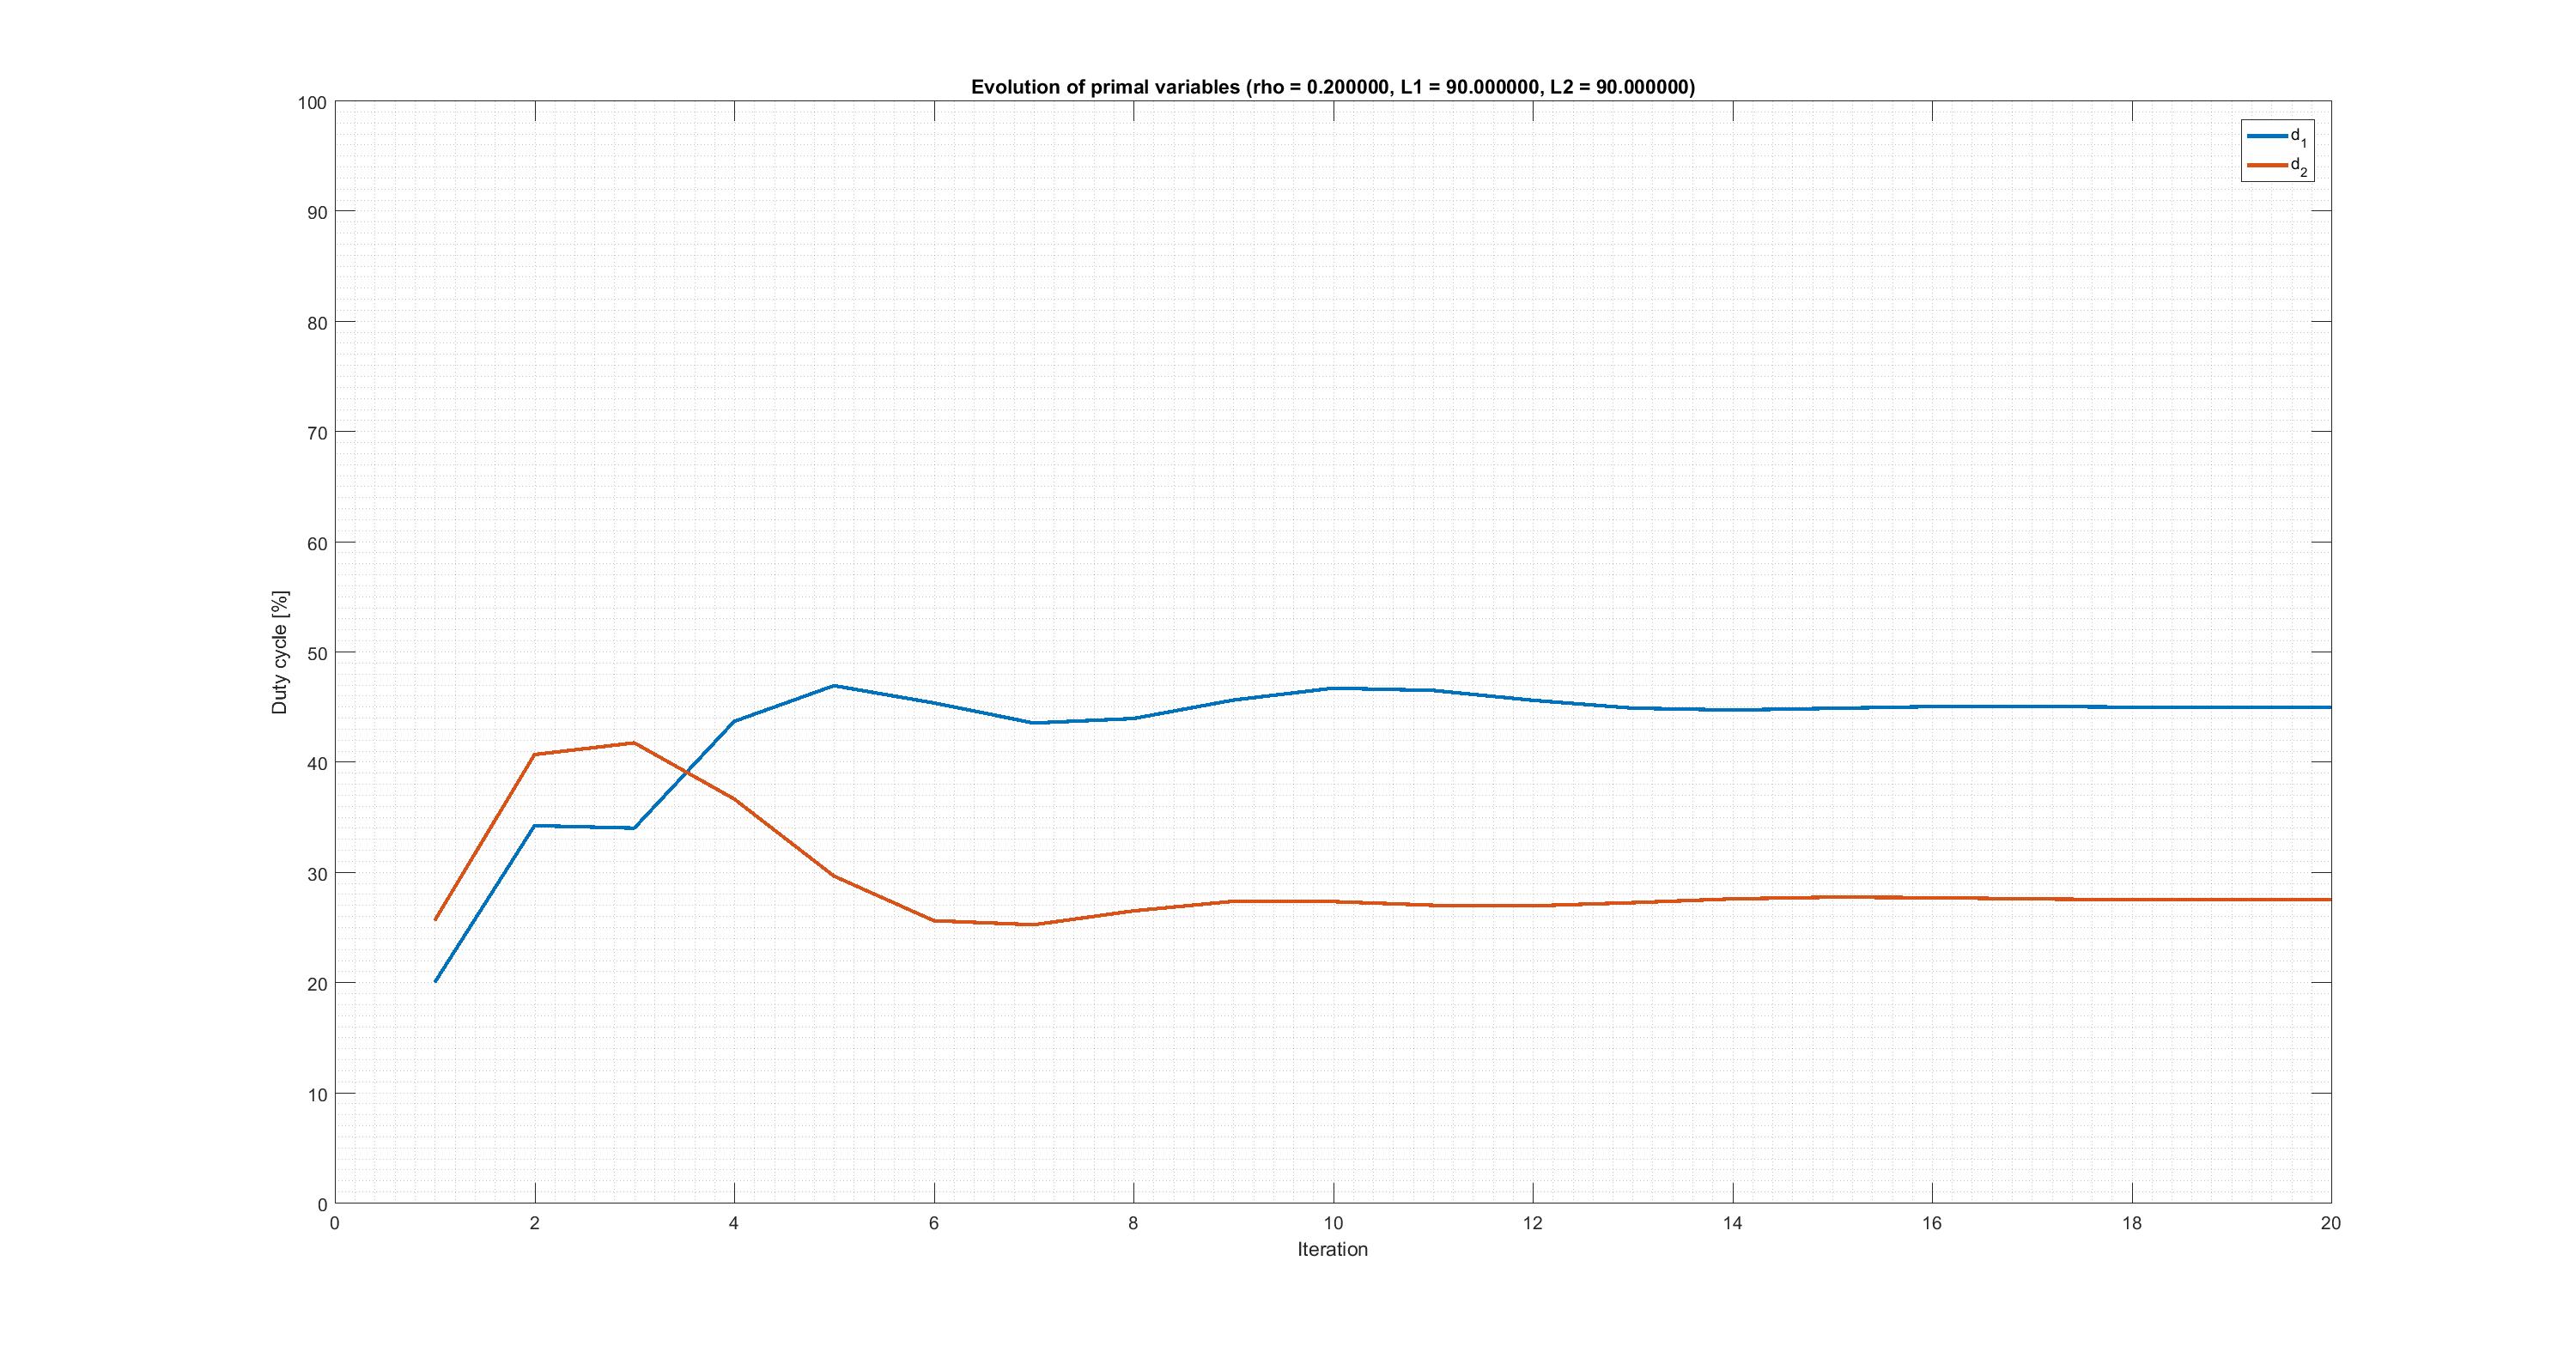 Evolution of primal variables (rho = 0.200000, L1 = 90.000000, L2 = 90.000000)
d1
d2
100
90
80
70
60
50
40
30
20
10
0
Duty cycle [%]
0 2 4 6 8 10 12 14 16 18 20
Iteration